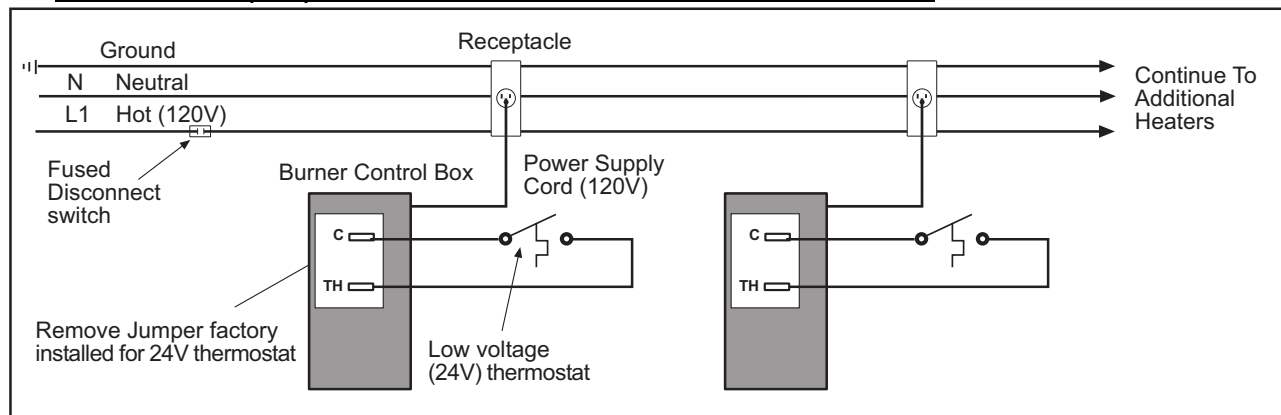 Ground
Receptacle
N Neutral
L1 Hot (120V)
Continue To
Additional
Heaters
Fused
Disconnect
switch
Burner Control Box
Power Supply
Cord (120V)
C
TH
C
TH
Remove Jumper factory
installed for 24V thermostat
Low voltage
(24V) thermostat